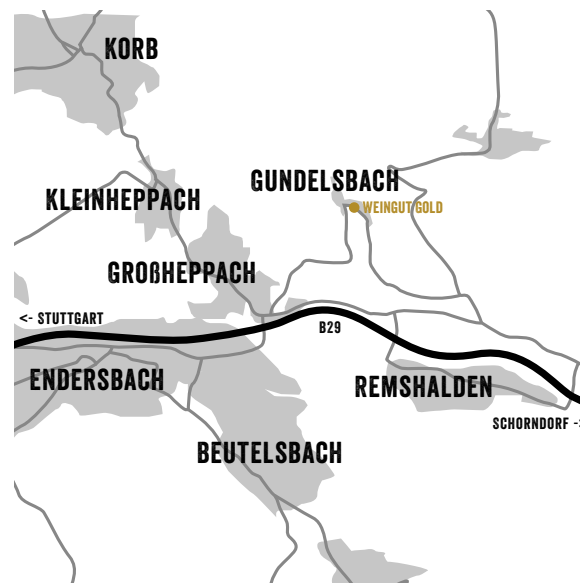 KORB
GUNDELSBACH
KLEINHEPPACH
WEINGUT GOLD
GROßHEPPACH
<- STUTTGART
B29
ENDERSBACH
REMSHALDEN
SCHORNDORF ->
BEUTELSBACH